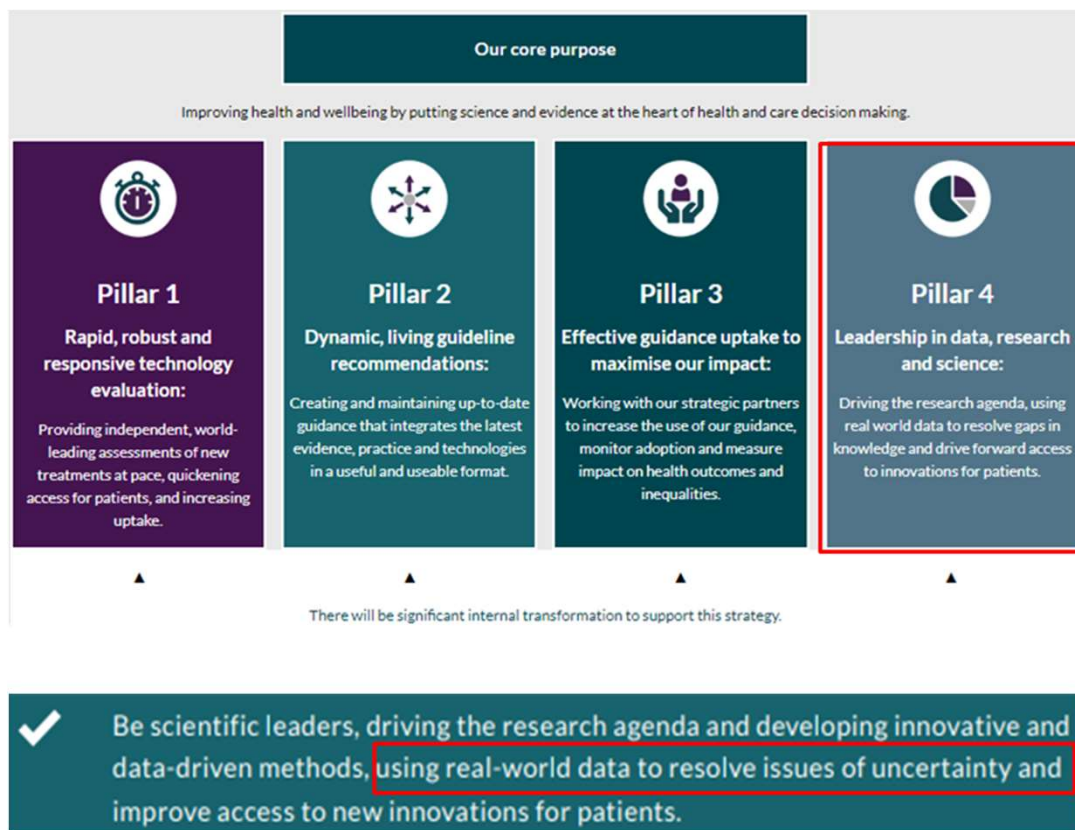 Our core purpose
Improving health and wellbeing by putting science and evidence at the heart of health and care decision making.
Pillar 1
Rapid, robust and
responsive technology
evaluation:
Providing independent, world-
leading assessments of new
treatments at pace, quickening
access for patients, and increasing
uptake.
Pillar 2
Dynamic, living guideline
recommendations:
Creating and maintaining up-to-date
guidance that integrates the latest
evidence, practice and technologies
in a useful and useable format.
Pillar 3
Effective guidance uptake to
maximise our impact:
Working with our strategic partners
to increase the use of our guidance,
monitor adoption and measure
impact on health outcomes and
inequalities.
Pillar 4
Leadership in data, research
and science:
Driving the research agenda, using
real world data to resolve gaps in
knowledge and drive forward access
to innovations for patients.
There will be significant internal transformation to support this strategy.
Be scientific leaders, driving the research agenda and developing innovative and
data-driven methods, using real-world data to resolve issues of uncertainty and
improve access to new innovations for patients.